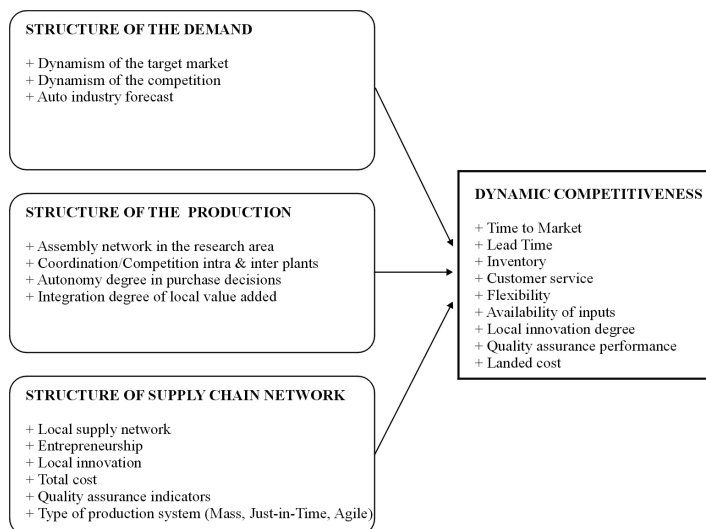 STRUCTURE OF THE DEMAND
+ Dynamism of the target market
+ Dynamism of the competition
+ Auto industry forecast
STRUCTURE OF THE PRODUCTION
+ Assembly network in the research area
+ Coordination/Competition intra & inter plants
+ Autonomy degree in purchase decisions
+ Integration degree of local value added
STRUCTURE OF SUPPLY CHAIN NETWORK
+ Local supply network
+ Entrepreneurship
+ Local innovation
+ Total cost
+ Quality assurance indicators
+ Type of production system (Mass, Just-in-Time, Agile)
DYNAMIC COMPETITIVENESS
+ Time to Market
+ Lead Time
+ Inventory
+ Customer service
+ Flexibility
+ Availability of inputs
+ Local innovation degree
+ Quality assurance performance
+ Landed cost